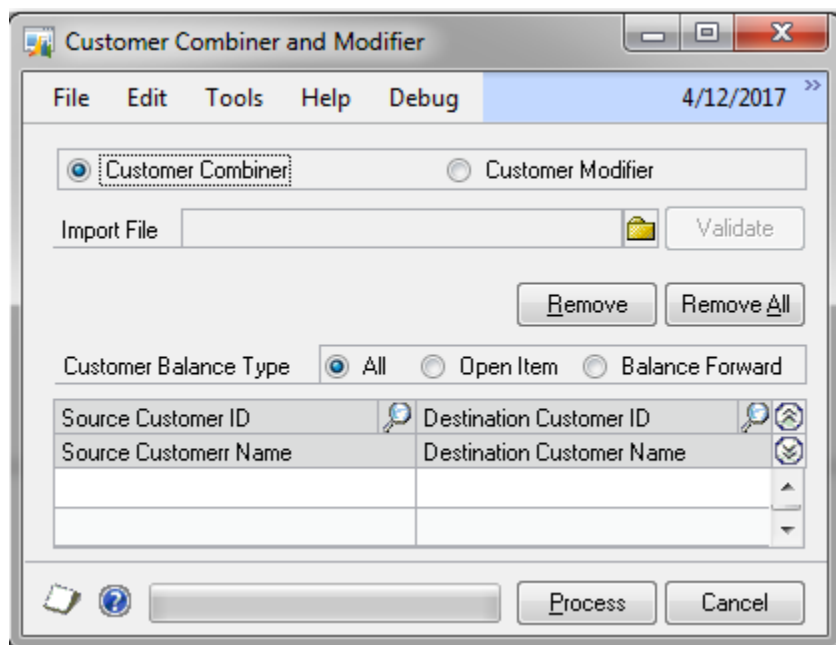 Customer Combiner and Modifier
File Edit Tools Help Debug 4/12/2017 »
Customer Combiner Customer Modifier
Import File Validate
Remove Remove All
Customer Balance Type All Open Item Balance Forward
Source Customer ID Destination Customer ID
Source Customerr Name Destination Customer Name
Process Cancel